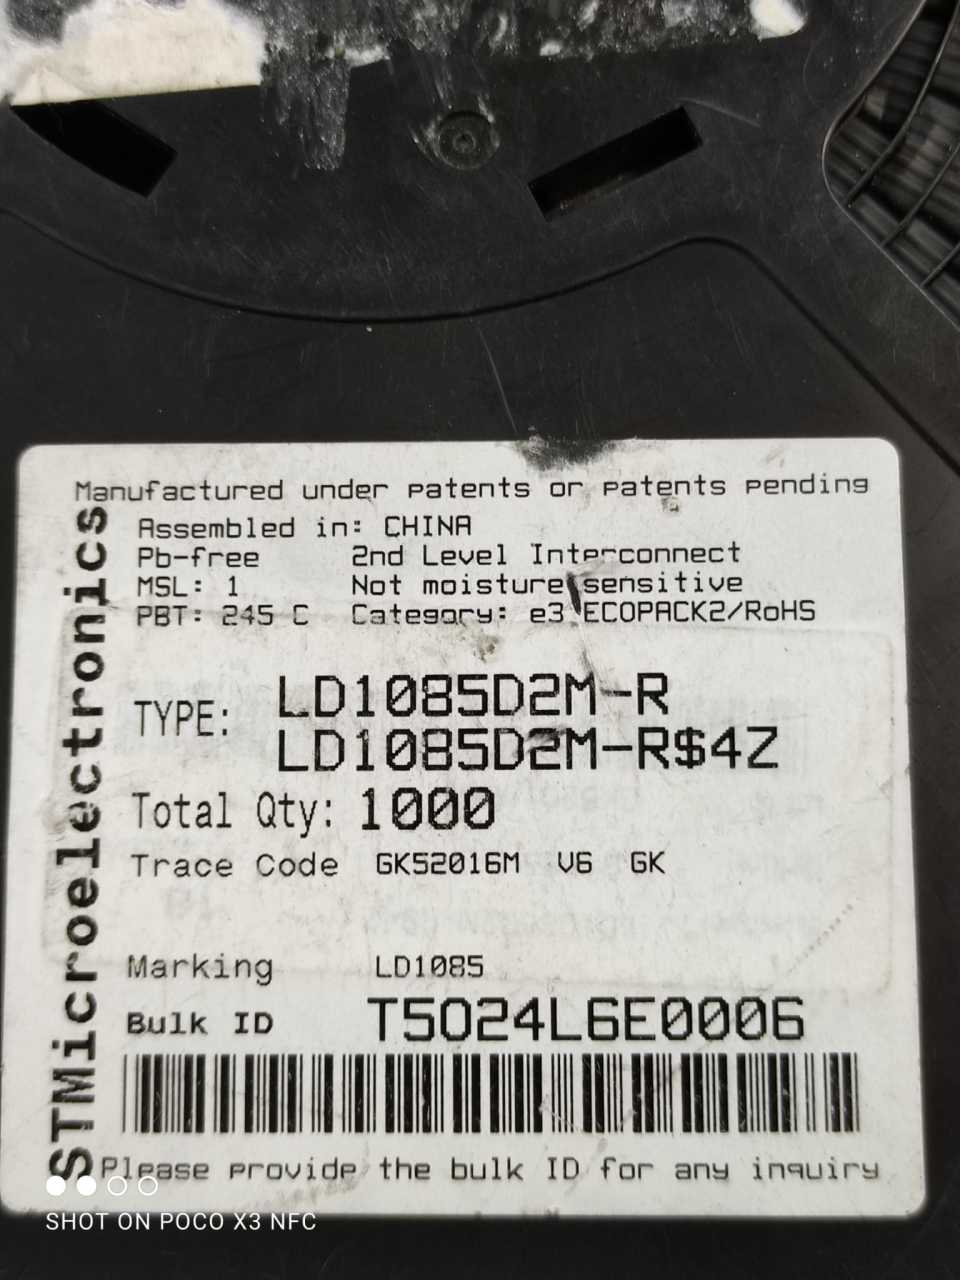 Manufactured under patents or patents pending
Assembled in: CHINA
Pb-free 2nd Level Interconnect
MSL: 1 Not moisture sensitive
PBT: 245 C Category: e3 ECOPACK2/RoHS
TYPE: LD1085D2M-R
LD1085D2M-R$4Z
Total Qty: 1000
Trace Code GK52016M V6 GK
Marking LD1085
Bulk ID T5024L6E0006
Please provide the bulk ID for any inquiry
STMicroelectronics
SHOT ON POCO X3 NFC